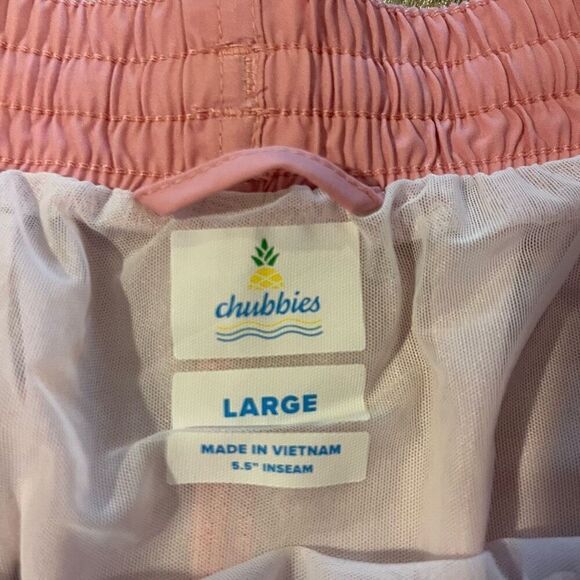 chubbies
LARGE
MADE IN VIETNAM
5.5" INSEAM